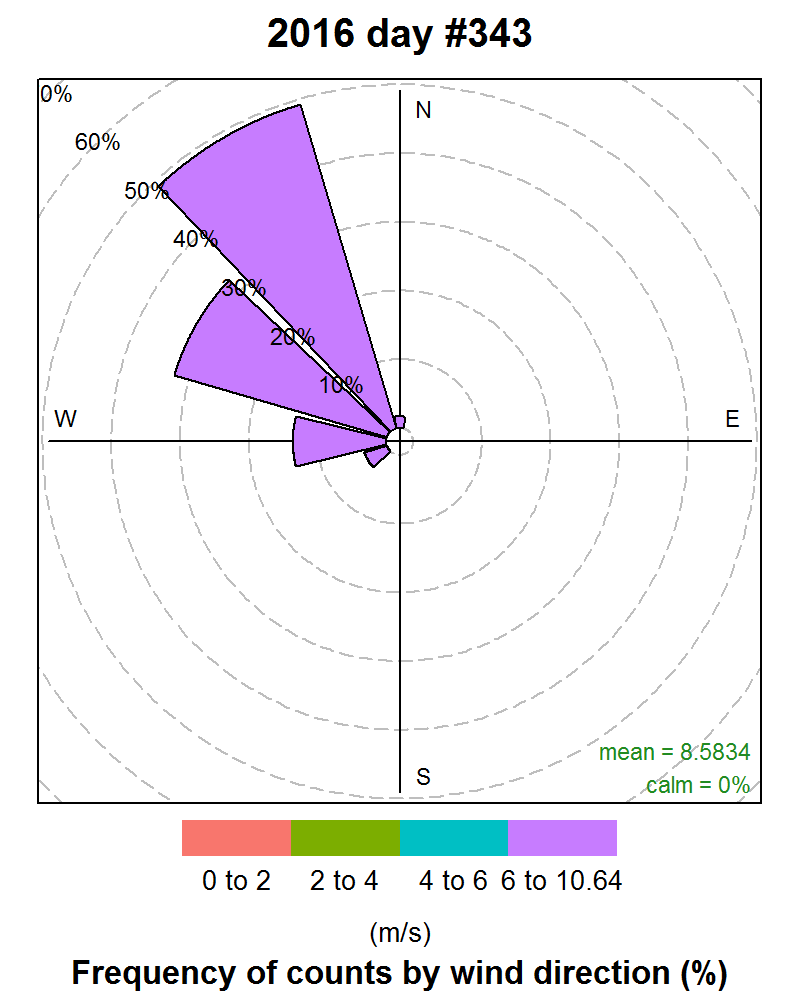 2016 day #343
0%
60%
50%
40%
30%
20%
10%
N
W
E
S
mean = 8.5834
calm = 0%
0 to 2 2 to 4 4 to 6 6 to 10.64
(m/s)
Frequency of counts by wind direction (%)